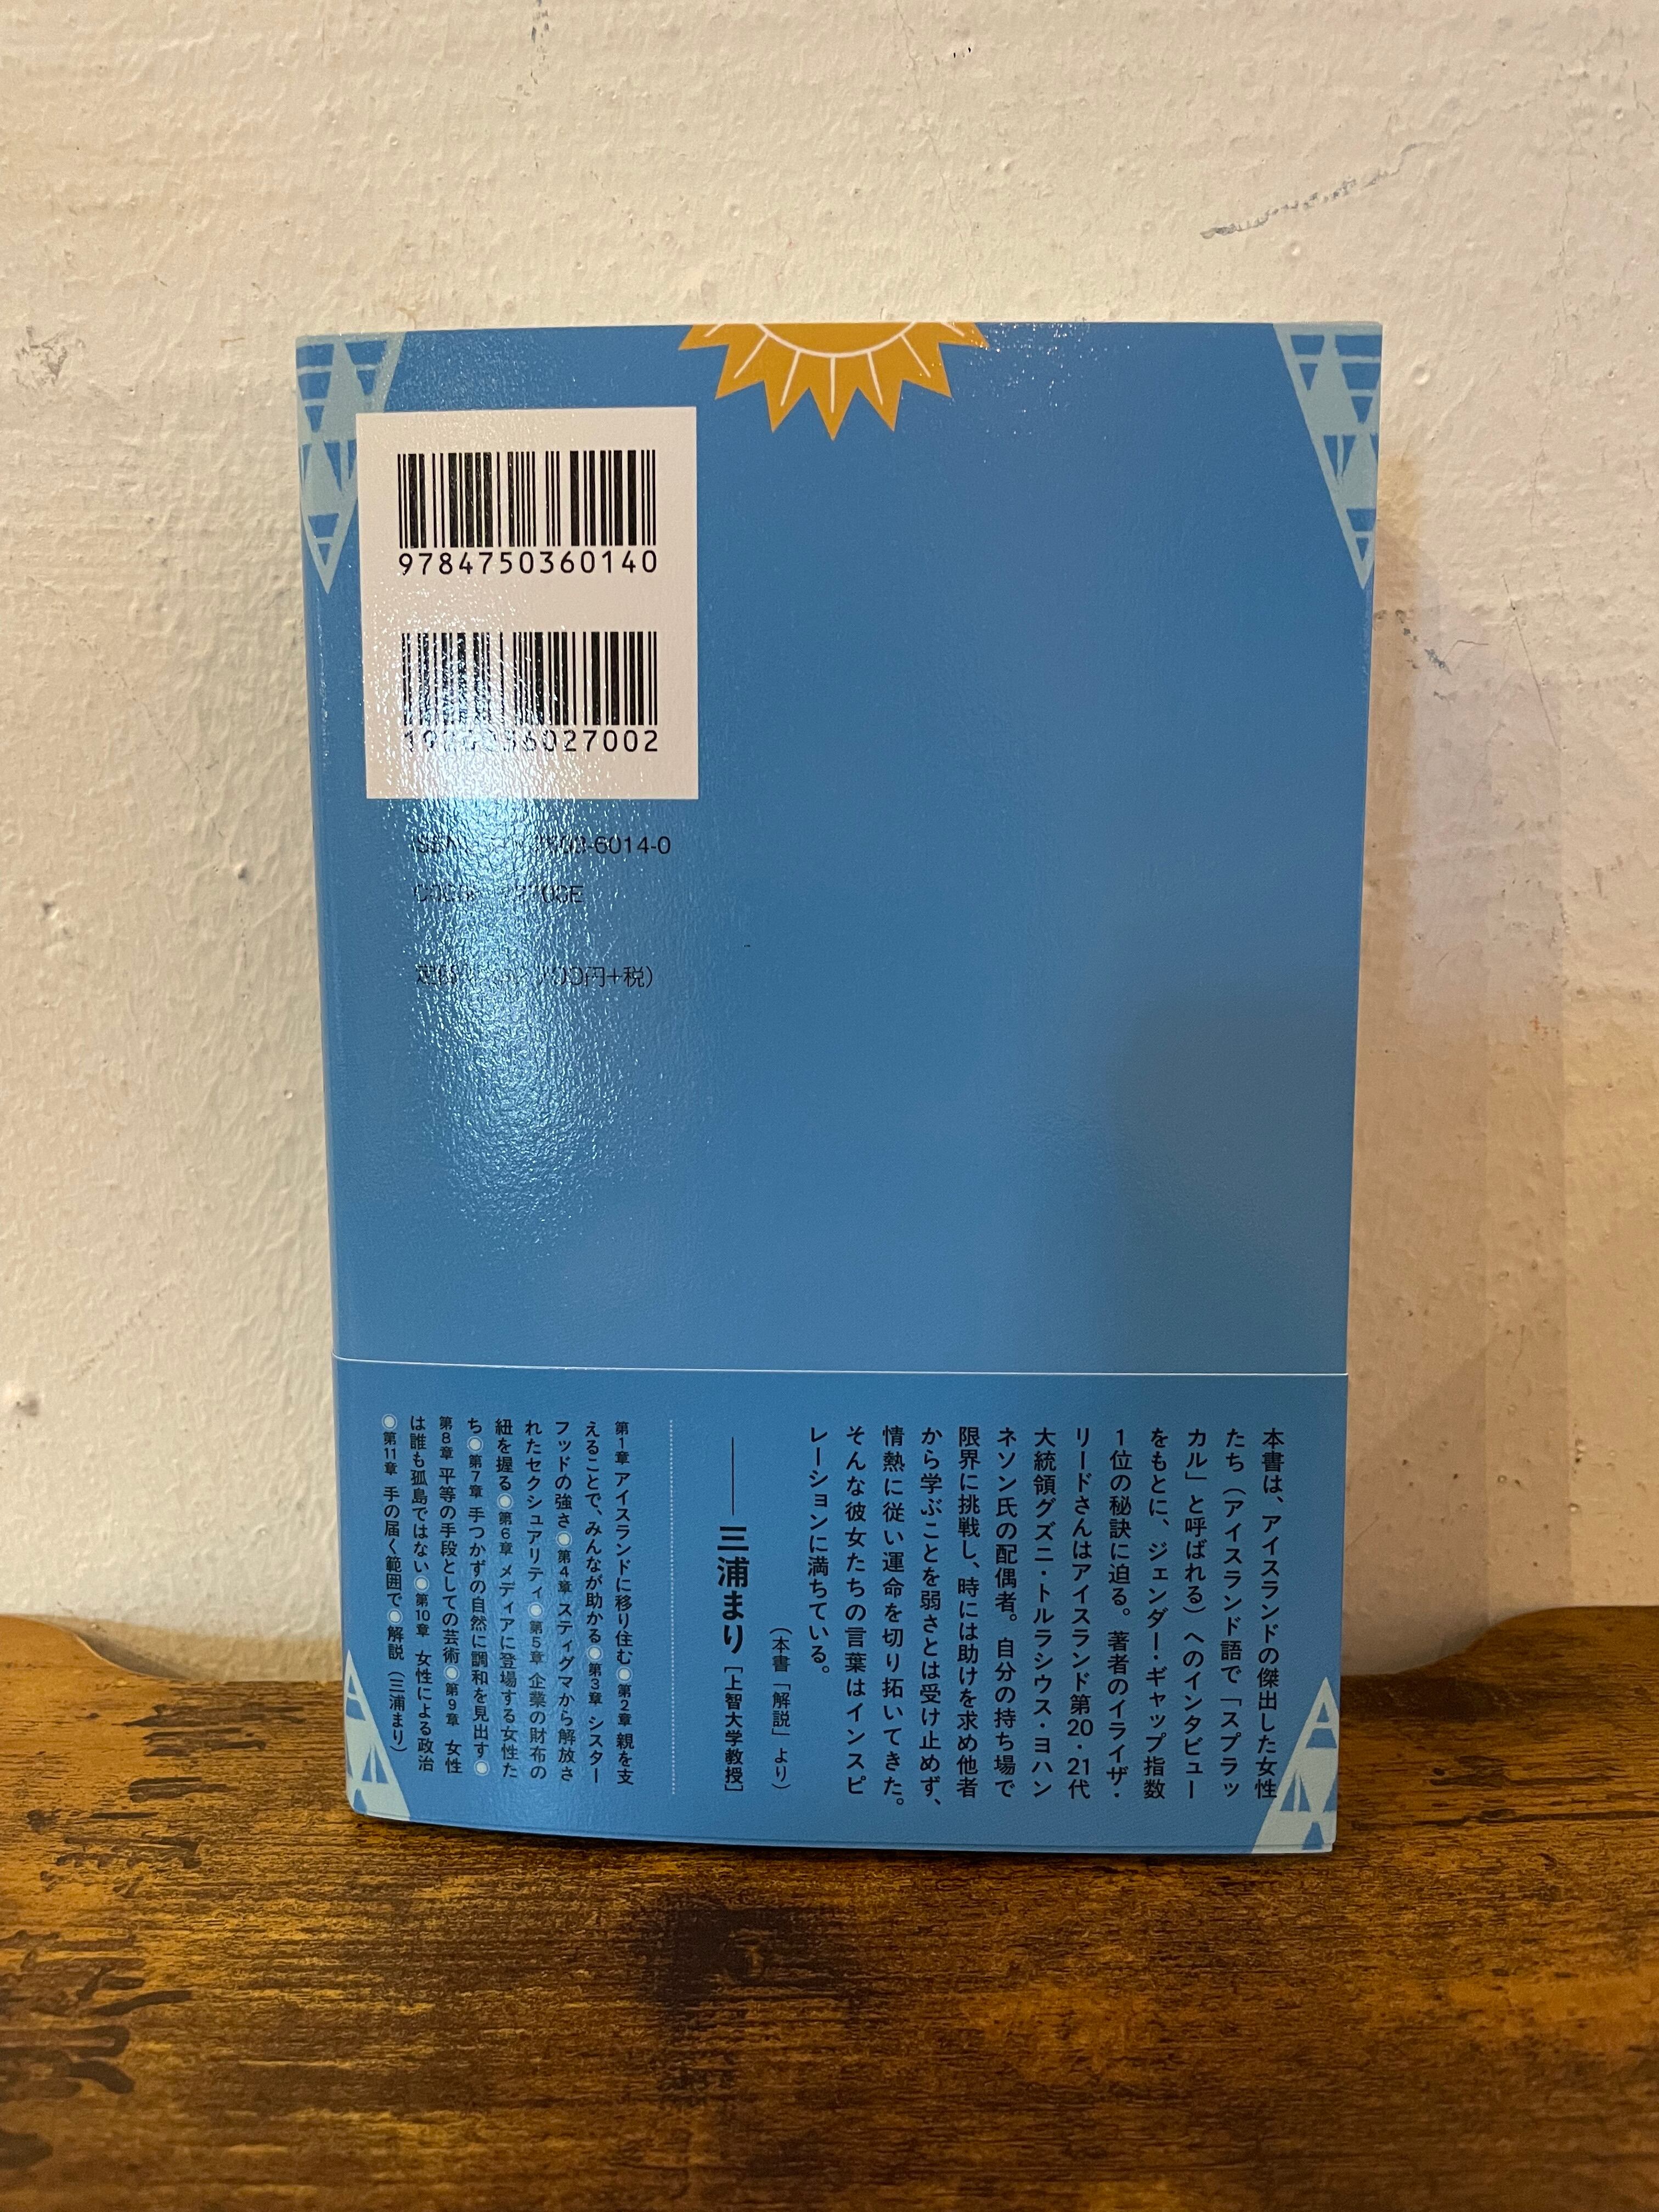 9784750360140
6027002
6014-0
円+税)
本書は、アイスランドの傑出した女性
たち(アイスランド語で「スプラッ
カル」と呼ばれる)へのインタビュー
をもとに、ジェンダー・ギャップ指数
1位の秘訣に迫る。著者のイライザ・
リードさんはアイスランド第20・21代
大統領グズニ・トルラシウス・ヨハン
ネソン氏の配偶者。自分の持ち場で
限界に挑戦し、時には助けを求め他者
から学ぶことを弱さとは受け止めず、
情熱に従い運命を切り拓いてきた。
そんな彼女たちの言葉はインスピ
レーションに満ちている。
(本書「解説」より)
――三浦まり[上智大学教授]
第1章 アイスランドに移り住む◉第2章 親を支
えることで、みんなが助かる◉第3章 シスター
フッドの強さ◉第4章 スティグマから解放さ
れたセクシュアリティ◉第5章 企業の財布の
紐を握る◉第6章 メディアに登場する女性た
ち◉第7章 手つかずの自然に調和を見出す◉
第8章 平等の手段としての芸術◉第9章 女性
は誰も孤島ではない◉第10章 女性による政治
◉第11章 手の届く範囲で◉解説(三浦まり)